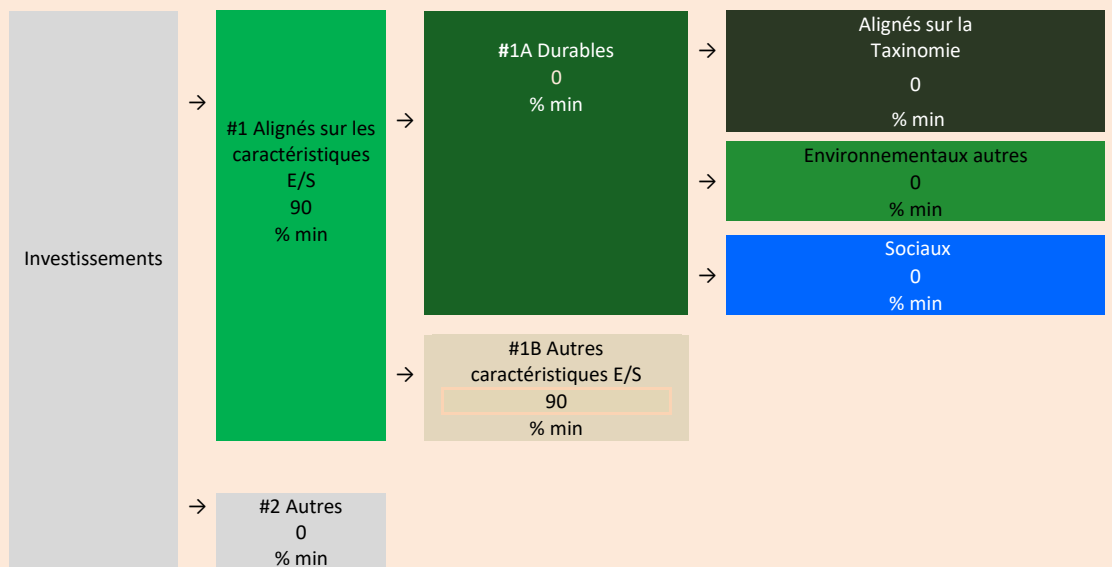 Investissements
→
#1 Alignés sur les
caractéristiques
E/S
90
% min
→
#1A Durables
0
% min
→
Alignés sur la
Taxinomie
0
% min
→
Environnementaux autres
0
% min
→
Sociaux
0
% min
→
#1B Autres
caractéristiques E/S
90
% min
→
#2 Autres
0
% min